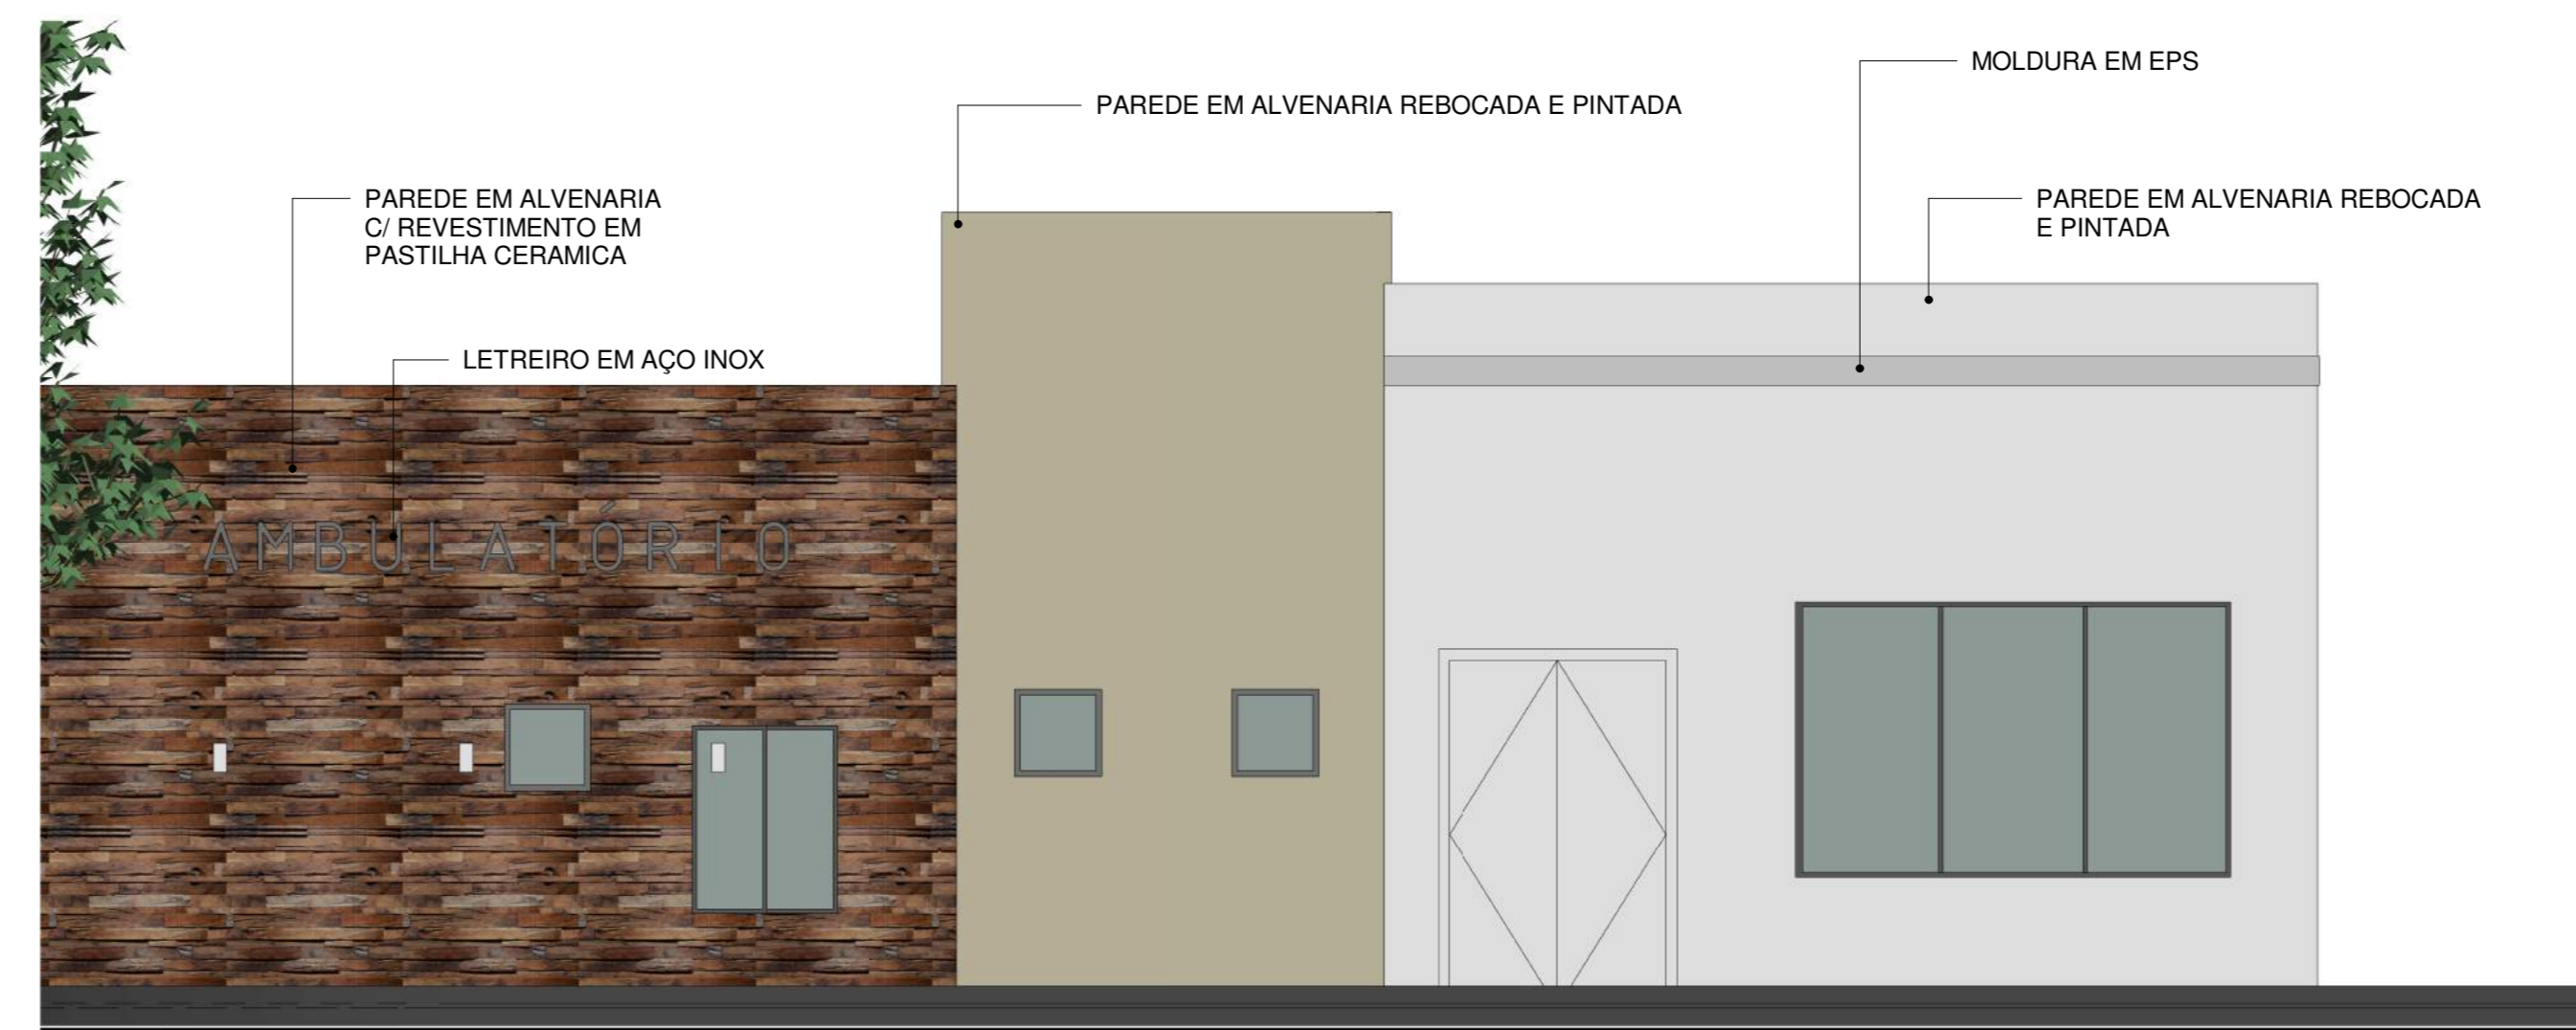 MOLDURA EM EPS
PAREDE EM ALVENARIA REBOCADA E PINTADA
PAREDE EM ALVENARIA
C/ REVESTIMENTO EM
PASTILHA CERAMICA
PAREDE EM ALVENARIA REBOCADA
E PINTADA
LETREIRO EM AÇO INOX
AMBULATÓRIO